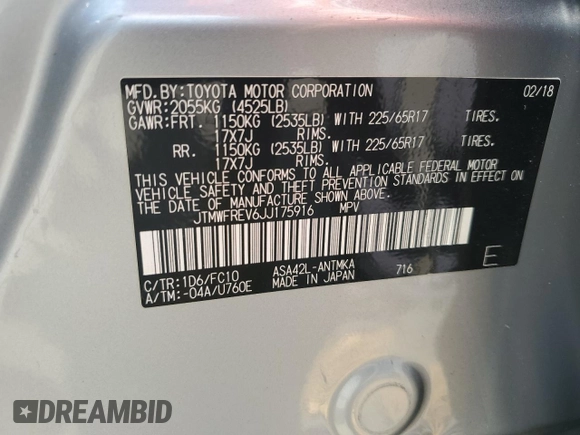 MFD.BY:TOYOTA MOTOR CORPORATION 02/18
GVWR:2055KG (4525LB)
GAWR:FRT. 1150KG (2535LB) WITH 225/65R17 TIRES.
17X7J RIMS.
RR. 1150KG (2535LB) WITH 225/65R17 TIRES.
17X7J RIMS.
THIS VEHICLE CONFORMS TO ALL APPLICABLE FEDERAL MOTOR
VEHICLE SAFETY AND THEFT PREVENTION STANDARDS IN EFFECT ON
THE DATE OF MANUFACTURE SHOWN ABOVE.
JTMWFREV6JJ175916 MPV
C/TR:1D6/FC10 ASA42L-ANTMKA 716
A/TM:-04A/U760E MADE IN JAPAN E
DREAMBID